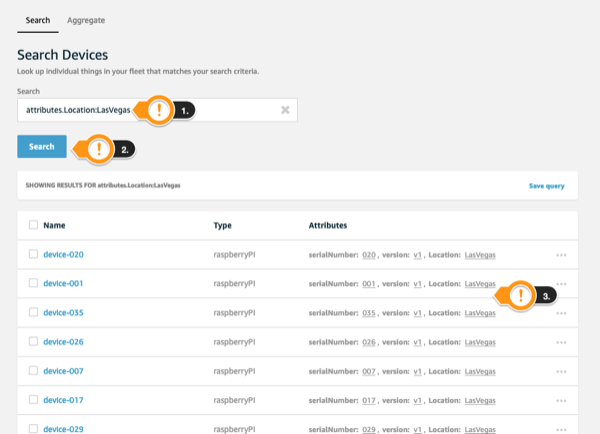 Search Aggregate
Search Devices
Look up individual things in your fleet that matches your search criteria.
Search
attributes.Location:LasVegas ! 1.
Search ! 2.
SHOWING RESULTS FOR attributes.Location:LasVegas Save query
Name Type Attributes
device-020 raspberryPI serialNumber: 020 , version: v1 , Location: LasVegas
device-001 raspberryPI serialNumber: 001 , version: v1 , Location: LasVegas
! 3.
device-035 raspberryPI serialNumber: 035 , version: v1 , Location: LasVegas
device-026 raspberryPI serialNumber: 026 , version: v1 , Location: LasVegas
device-007 raspberryPI serialNumber: 007 , version: v1 , Location: LasVegas
device-017 raspberryPI serialNumber: 017 , version: v1 , Location: LasVegas
device-029 raspberryPI serialNumber: 029 , version: v1 , Location: LasVegas